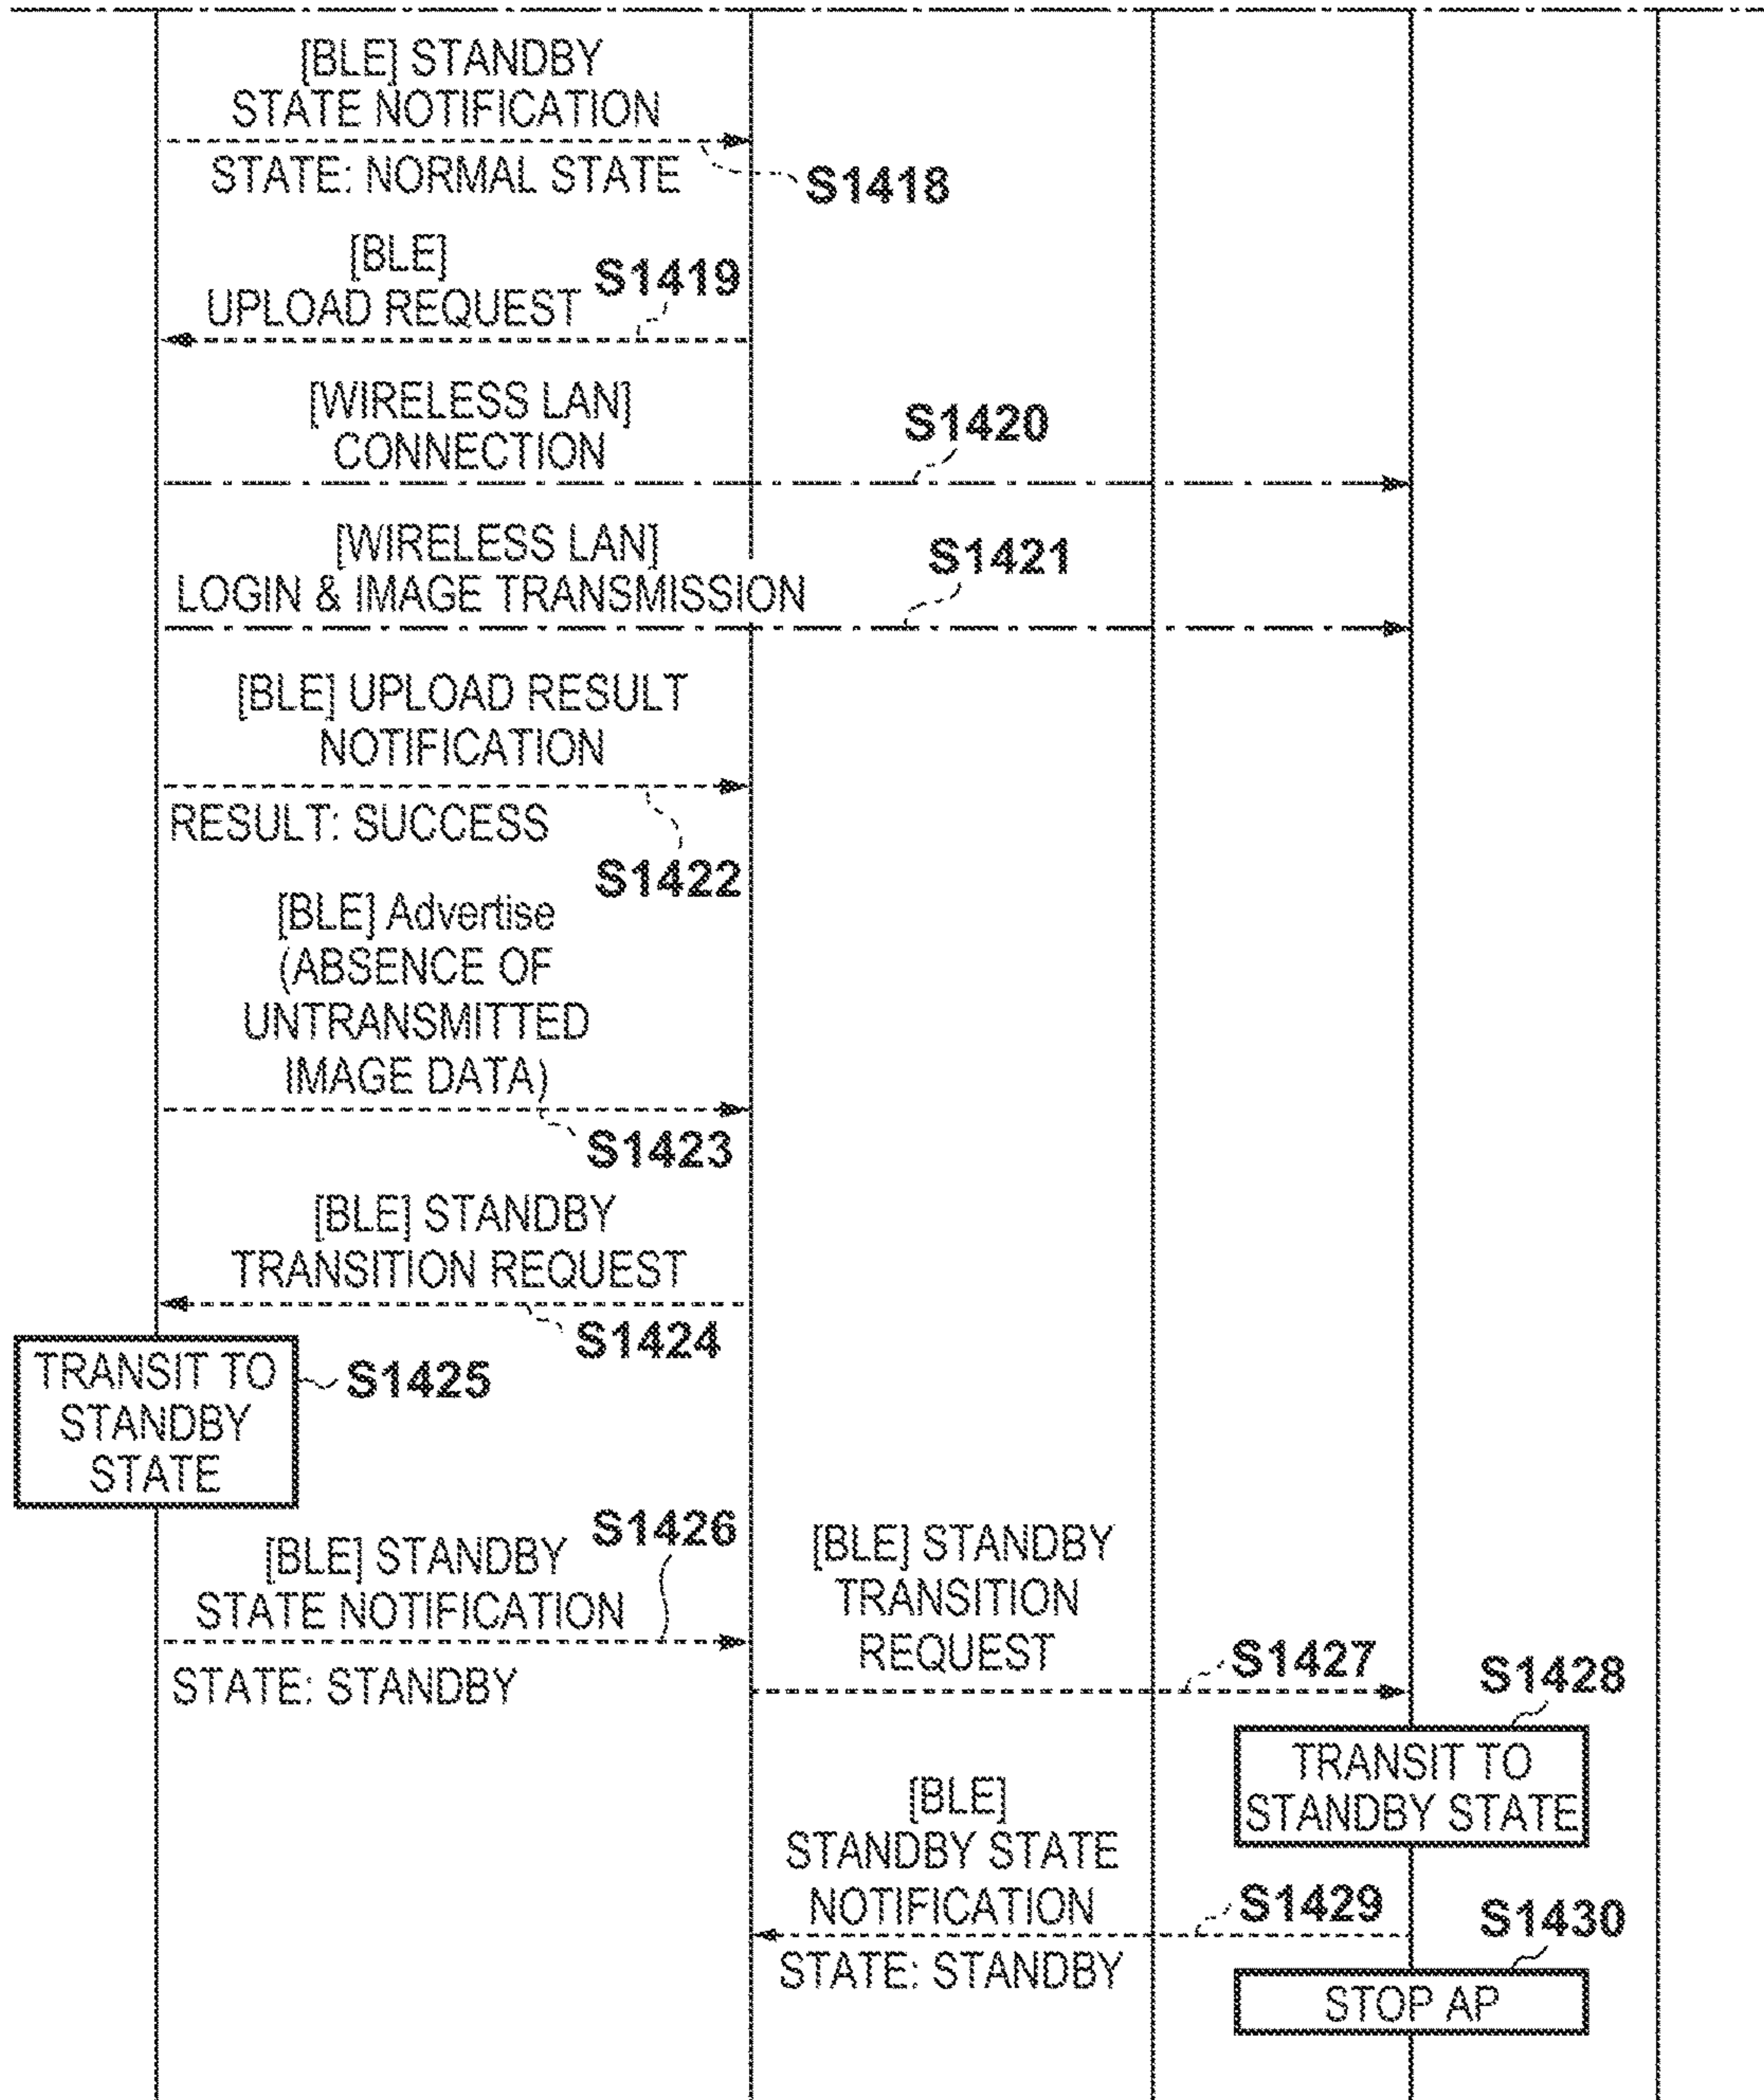 [BLE] STANDBY
STATE NOTIFICATION
STATE: NORMAL STATE
S1418
[BLE]
UPLOAD REQUEST
S1419
[WIRELESS LAN]
CONNECTION
S1420
[WIRELESS LAN]
LOGIN & IMAGE TRANSMISSION
S1421
[BLE] UPLOAD RESULT
NOTIFICATION
RESULT: SUCCESS
S1422
[BLE] Advertise
(ABSENCE OF
UNTRANSMITTED
IMAGE DATA)
S1423
[BLE] STANDBY
TRANSITION REQUEST
S1424
TRANSIT TO
STANDBY
STATE
S1425
[BLE] STANDBY
STATE NOTIFICATION
S1426
STATE: STANDBY
[BLE] STANDBY
TRANSITION
REQUEST
S1427
S1428
TRANSIT TO
STANDBY STATE
[BLE]
STANDBY STATE
NOTIFICATION
S1429
STATE: STANDBY
S1430
STOP AP